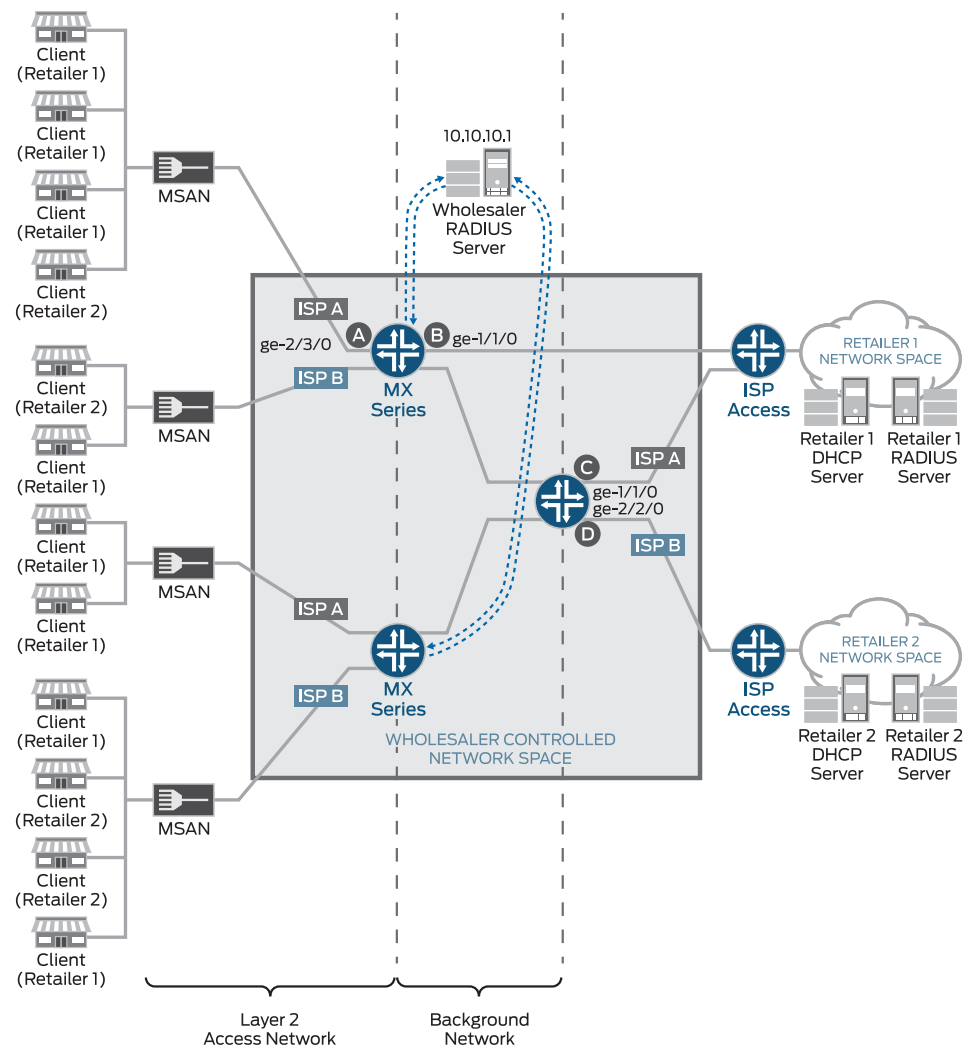 Client
(Retailer 1)
Client
(Retailer 1)
Client
(Retailer 1)
Client
(Retailer 2)
MSAN
10.10.10.1
Wholesaler
RADIUS
Server
ISP A
A
B
ge-2/3/0
ge-1/1/0
ISP B
MX
Series
Client
(Retailer 2)
Client
(Retailer 1)
MSAN
ISP
Access
RETAILER 1
NETWORK SPACE
Retailer 1
DHCP
Server
Retailer 1
RADIUS
Server
C
ISP A
ge-1/1/0
ge-2/2/0
D
ISP B
Client
(Retailer 1)
Client
(Retailer 1)
MSAN
ISP A
ISP B
MX
Series
ISP
Access
RETAILER 2
NETWORK SPACE
Retailer 2
DHCP
Server
Retailer 2
RADIUS
Server
WHOLESALER CONTROLLED
NETWORK SPACE
Client
(Retailer 1)
Client
(Retailer 2)
Client
(Retailer 2)
Client
(Retailer 1)
MSAN
Layer 2
Access Network
Background
Network